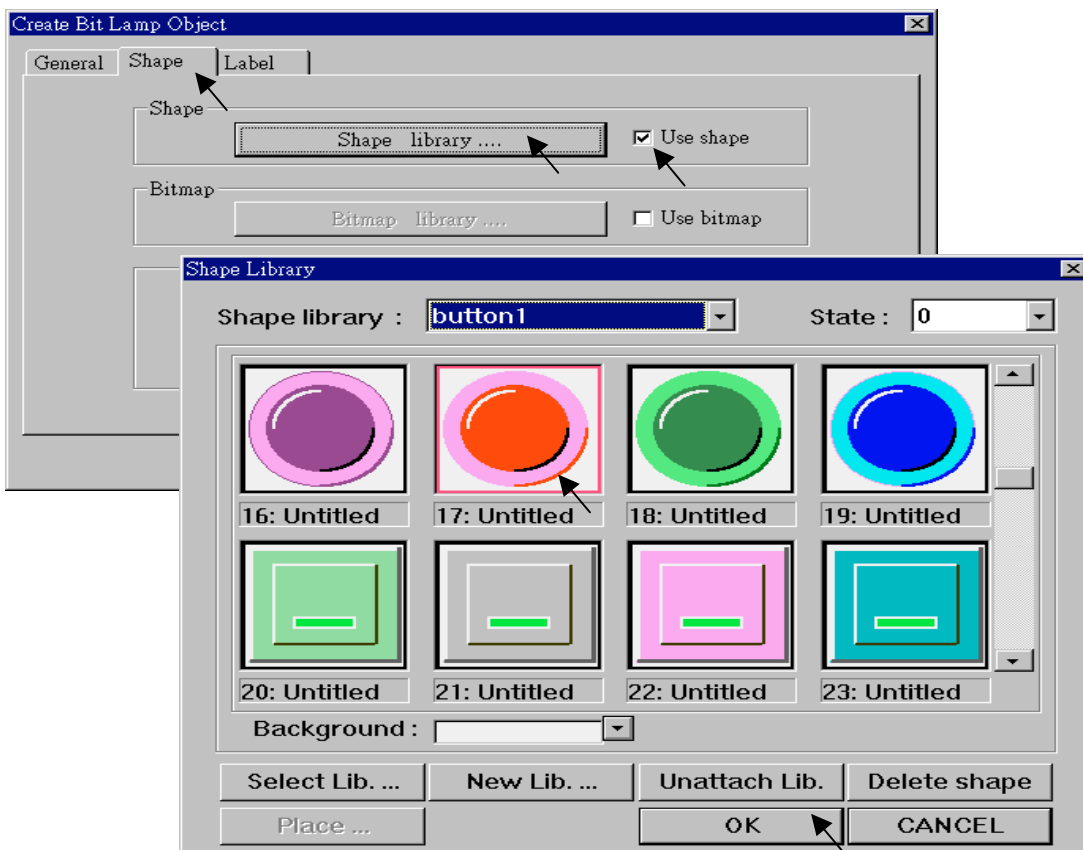 Create Bit Lamp Object
General Shape Label
Shape
Shape library .... Use shape
Bitmap
Bitmap library .... Use bitmap
Shape Library
Shape library : button1 State : 0
16: Untitled 17: Untitled 18: Untitled 19: Untitled
20: Untitled 21: Untitled 22: Untitled 23: Untitled
Background :
Select Lib. ... New Lib. ... Unattach Lib. Delete shape
Place ... OK CANCEL